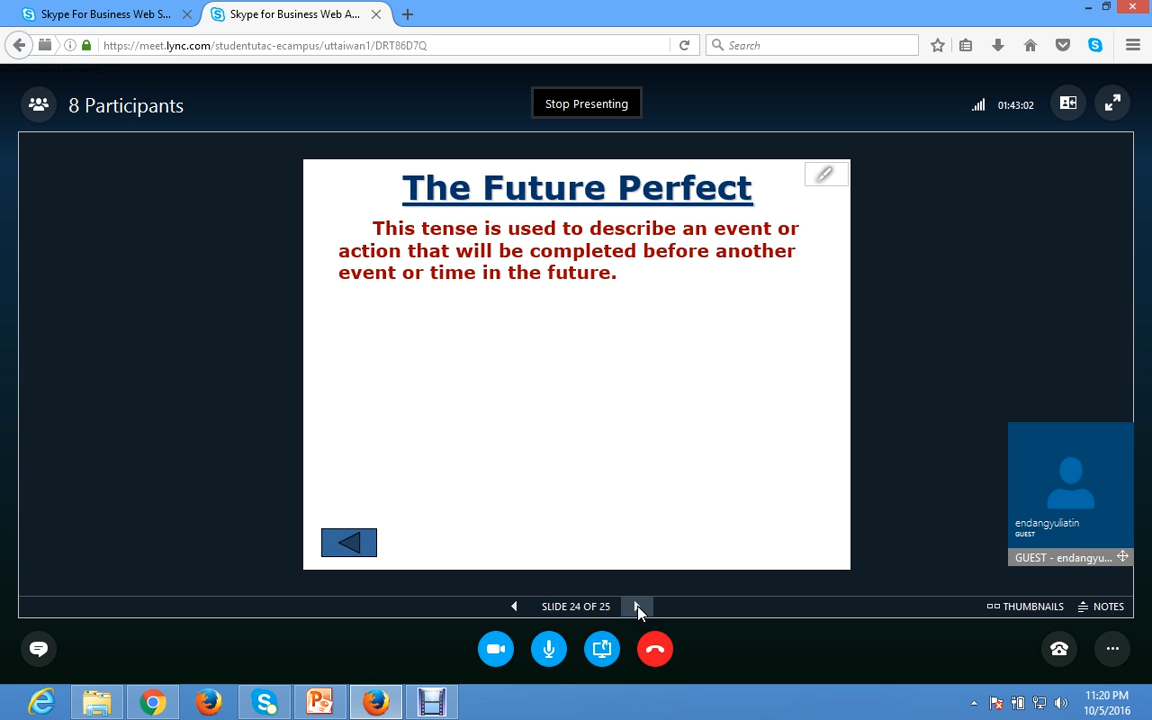 Skype For Business Web S...
Skype for Business Web A...
https://meet.lync.com/studentutac-ecampus/uttaiwan1/DRT86D7Q
Search
8 Participants
Stop Presenting
01:43:02
The Future Perfect
This tense is used to describe an event or
action that will be completed before another
event or time in the future.
endangyuliatin
GUEST
GUEST - endangyu...
SLIDE 24 OF 25
THUMBNAILS
NOTES
11:20 PM
10/5/2016